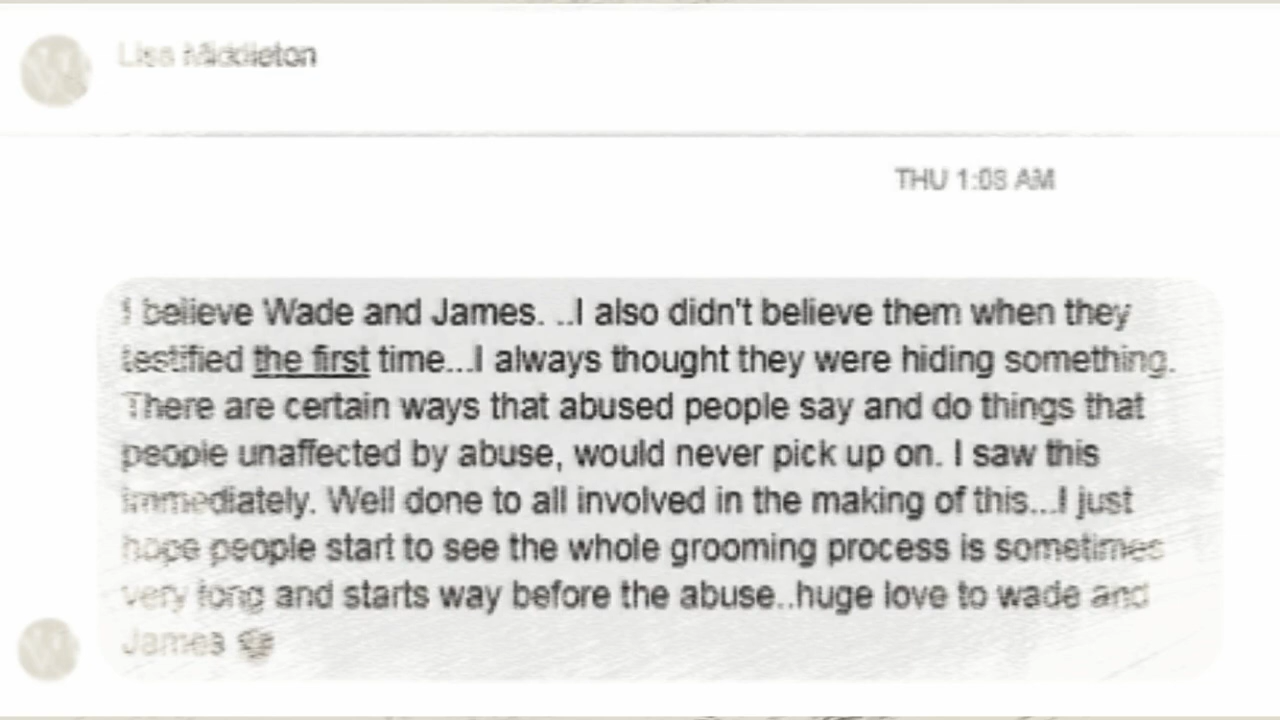 Lisa Middleton
THU 1:08 AM
I believe Wade and James. ..I also didn't believe them when they
testified the first time...I always thought they were hiding something.
There are certain ways that abused people say and do things that
people unaffected by abuse, would never pick up on. I saw this
immediately. Well done to all involved in the making of this...I just
hope people start to see the whole grooming process is sometimes
very long and starts way before the abuse..huge love to wade and
James